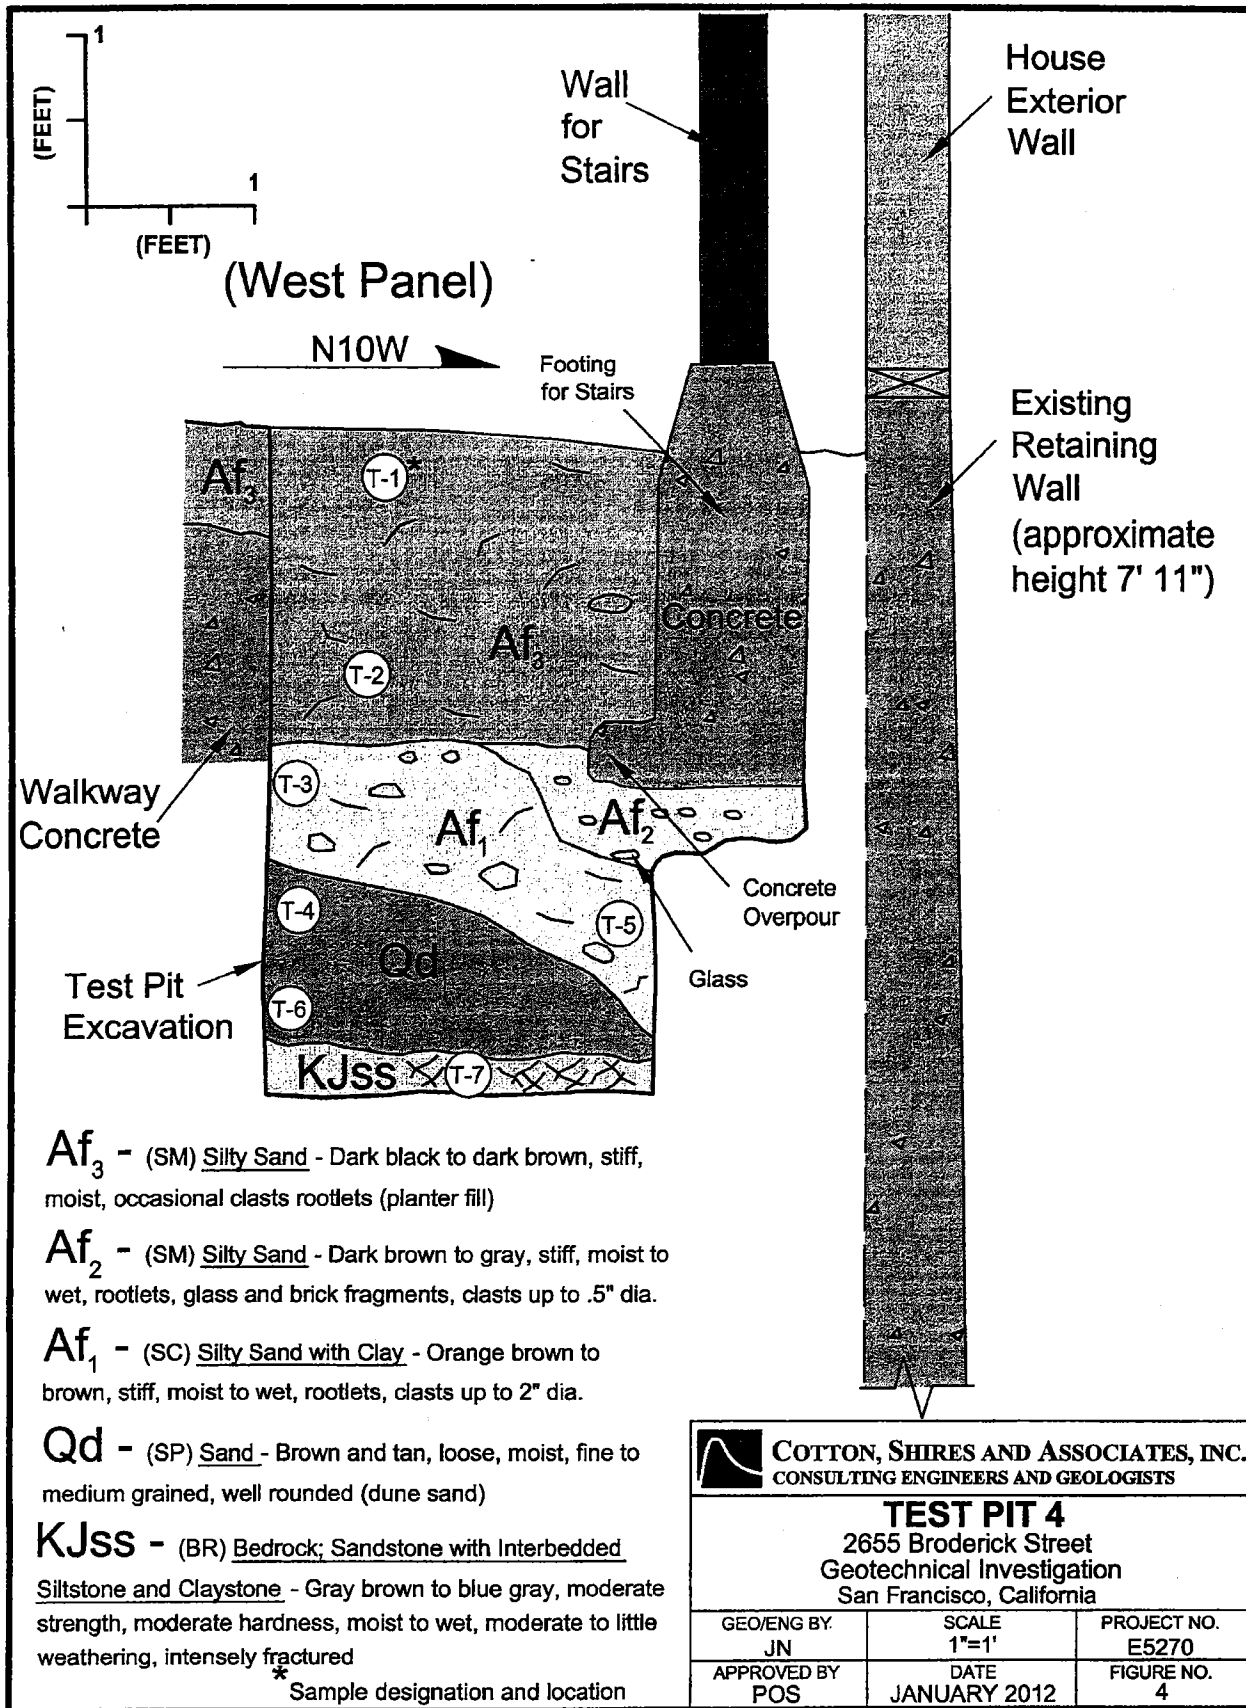 1
(FEET)
1
(FEET)
Wall
for
Stairs
House
Exterior
Wall
(West Panel)
N10W
Footing
for Stairs
Existing
Retaining
Wall
(approximate
height 7' 11")
Af3
T-1*
Concrete
Af3
T-2
Walkway
Concrete
T-3
Af1
Af2
Concrete
Overpour
T-4
T-5
Qd
Glass
Test Pit
Excavation
T-6
KJss
T-7
Af3 - (SM) Silty Sand - Dark black to dark brown, stiff,
moist, occasional clasts rootlets (planter fill)
Af2 - (SM) Silty Sand - Dark brown to gray, stiff, moist to
wet, rootlets, glass and brick fragments, clasts up to .5" dia.
Af1 - (SC) Silty Sand with Clay - Orange brown to
brown, stiff, moist to wet, rootlets, clasts up to 2" dia.
Qd - (SP) Sand - Brown and tan, loose, moist, fine to
medium grained, well rounded (dune sand)
KJss - (BR) Bedrock; Sandstone with Interbedded
Siltstone and Claystone - Gray brown to blue gray, moderate
strength, moderate hardness, moist to wet, moderate to little
weathering, intensely fractured
* Sample designation and location
COTTON, SHIRES AND ASSOCIATES, INC.
CONSULTING ENGINEERS AND GEOLOGISTS
TEST PIT 4
2655 Broderick Street
Geotechnical Investigation
San Francisco, California
GEO/ENG BY. SCALE PROJECT NO.
JN 1"=1' E5270
APPROVED BY DATE FIGURE NO.
POS JANUARY 2012 4